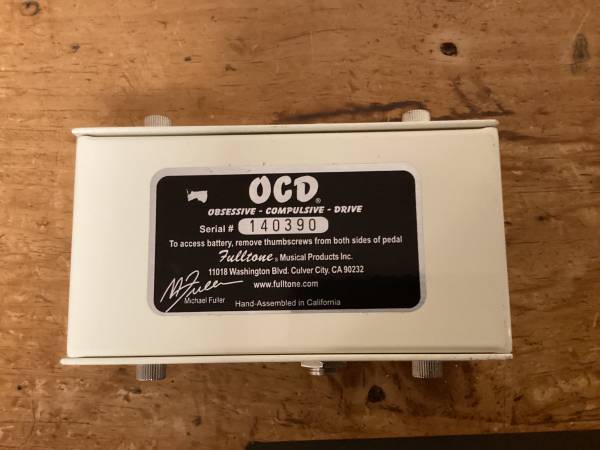 OCD®
OBSESSIVE - COMPULSIVE - DRIVE
Serial # 140390
To access battery, remove thumbscrews from both sides of pedal
Fulltone® Musical Products Inc.
11018 Washington Blvd. Culver City, CA 90232
www.fulltone.com
M. Fuller
Michael Fuller
Hand-Assembled in California